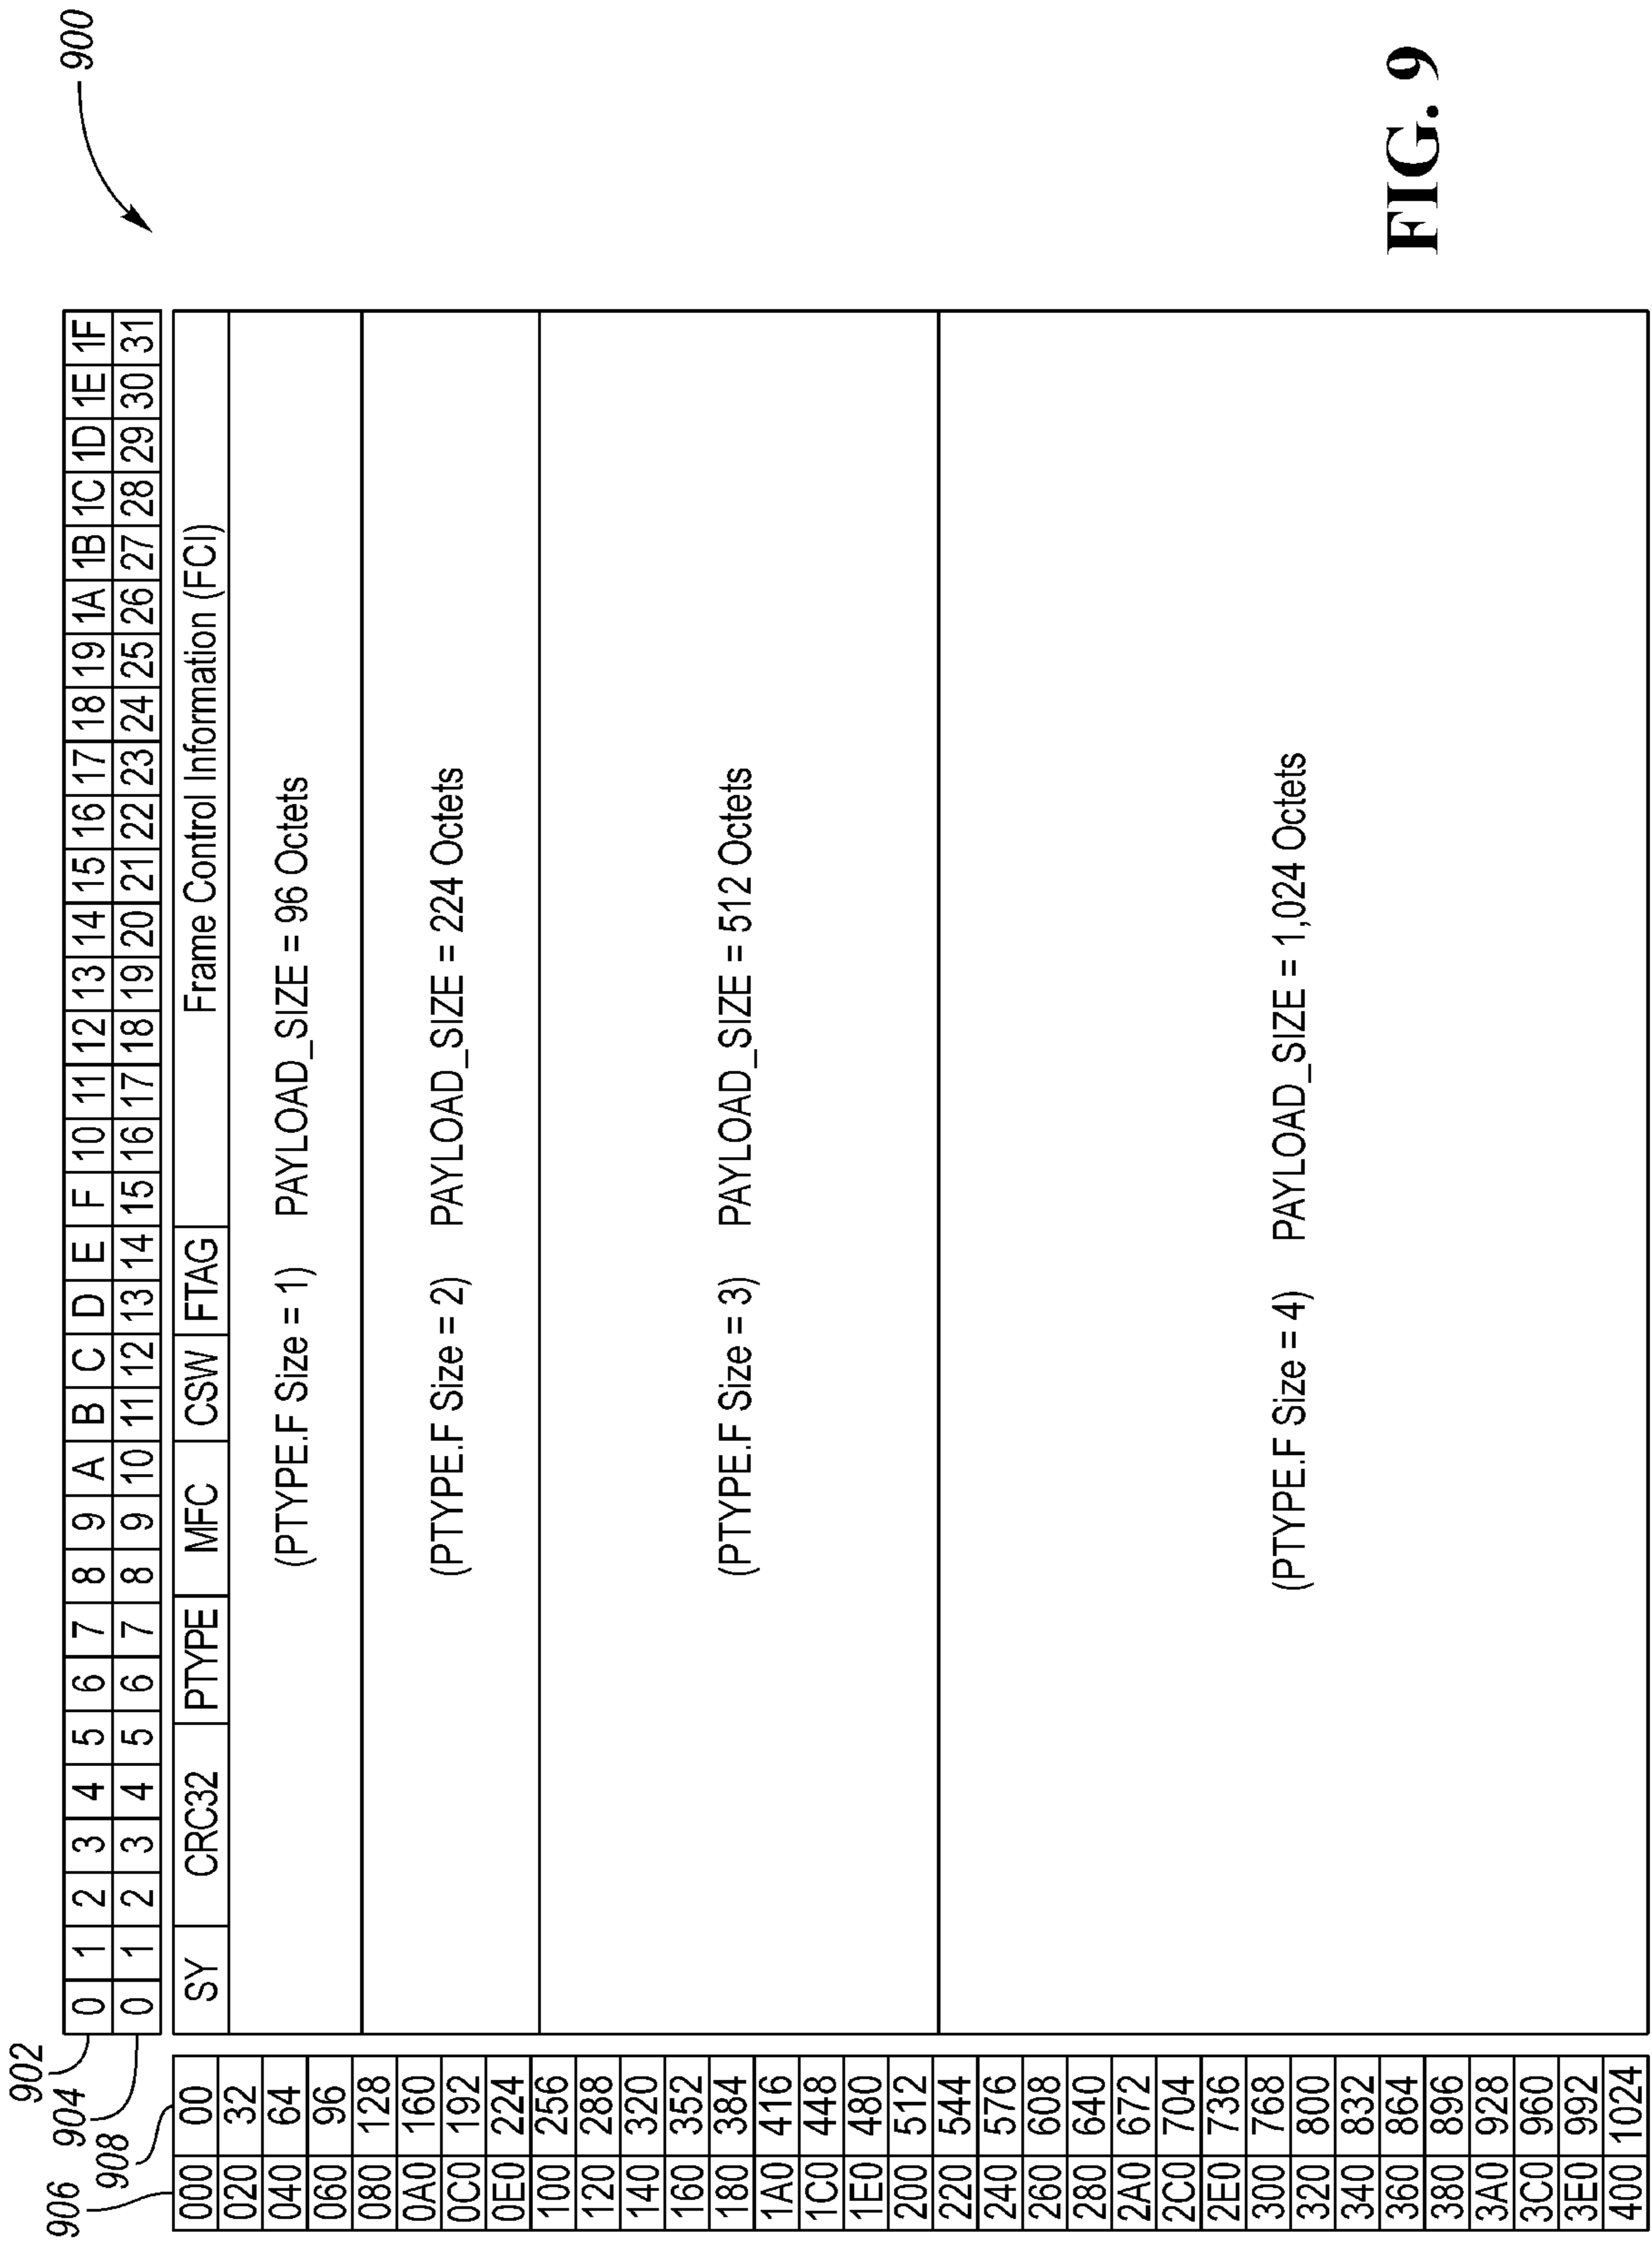 900
902
904
906
908
0 1 2 3 4 5 6 7 8 9 A B C D E F 10 11 12 13 14 15 16 17 18 19 1A 1B 1C 1D 1E 1F
0 1 2 3 4 5 6 7 8 9 10 11 12 13 14 15 16 17 18 19 20 21 22 23 24 25 26 27 28 29 30 31
000 00 SY CRC32 PTYPE MFC CSW FTAG Frame Control Information (FCI)
020 32
040 64 (PTYPE.F Size = 1) PAYLOAD_SIZE = 96 Octets
060 96
080 128
0A0 160
0C0 192 (PTYPE.F Size = 2) PAYLOAD_SIZE = 224 Octets
0E0 224
100 256
120 288
140 320
160 352
180 384 (PTYPE.F Size = 3) PAYLOAD_SIZE = 512 Octets
1A0 416
1C0 448
1E0 480
200 512
220 544
240 576
260 608
280 640
2A0 672
2C0 704
2E0 736
300 768
320 800 (PTYPE.F Size = 4) PAYLOAD_SIZE = 1,024 Octets
340 832
360 864
380 896
3A0 928
3C0 960
3E0 992
400 1024
FIG. 9